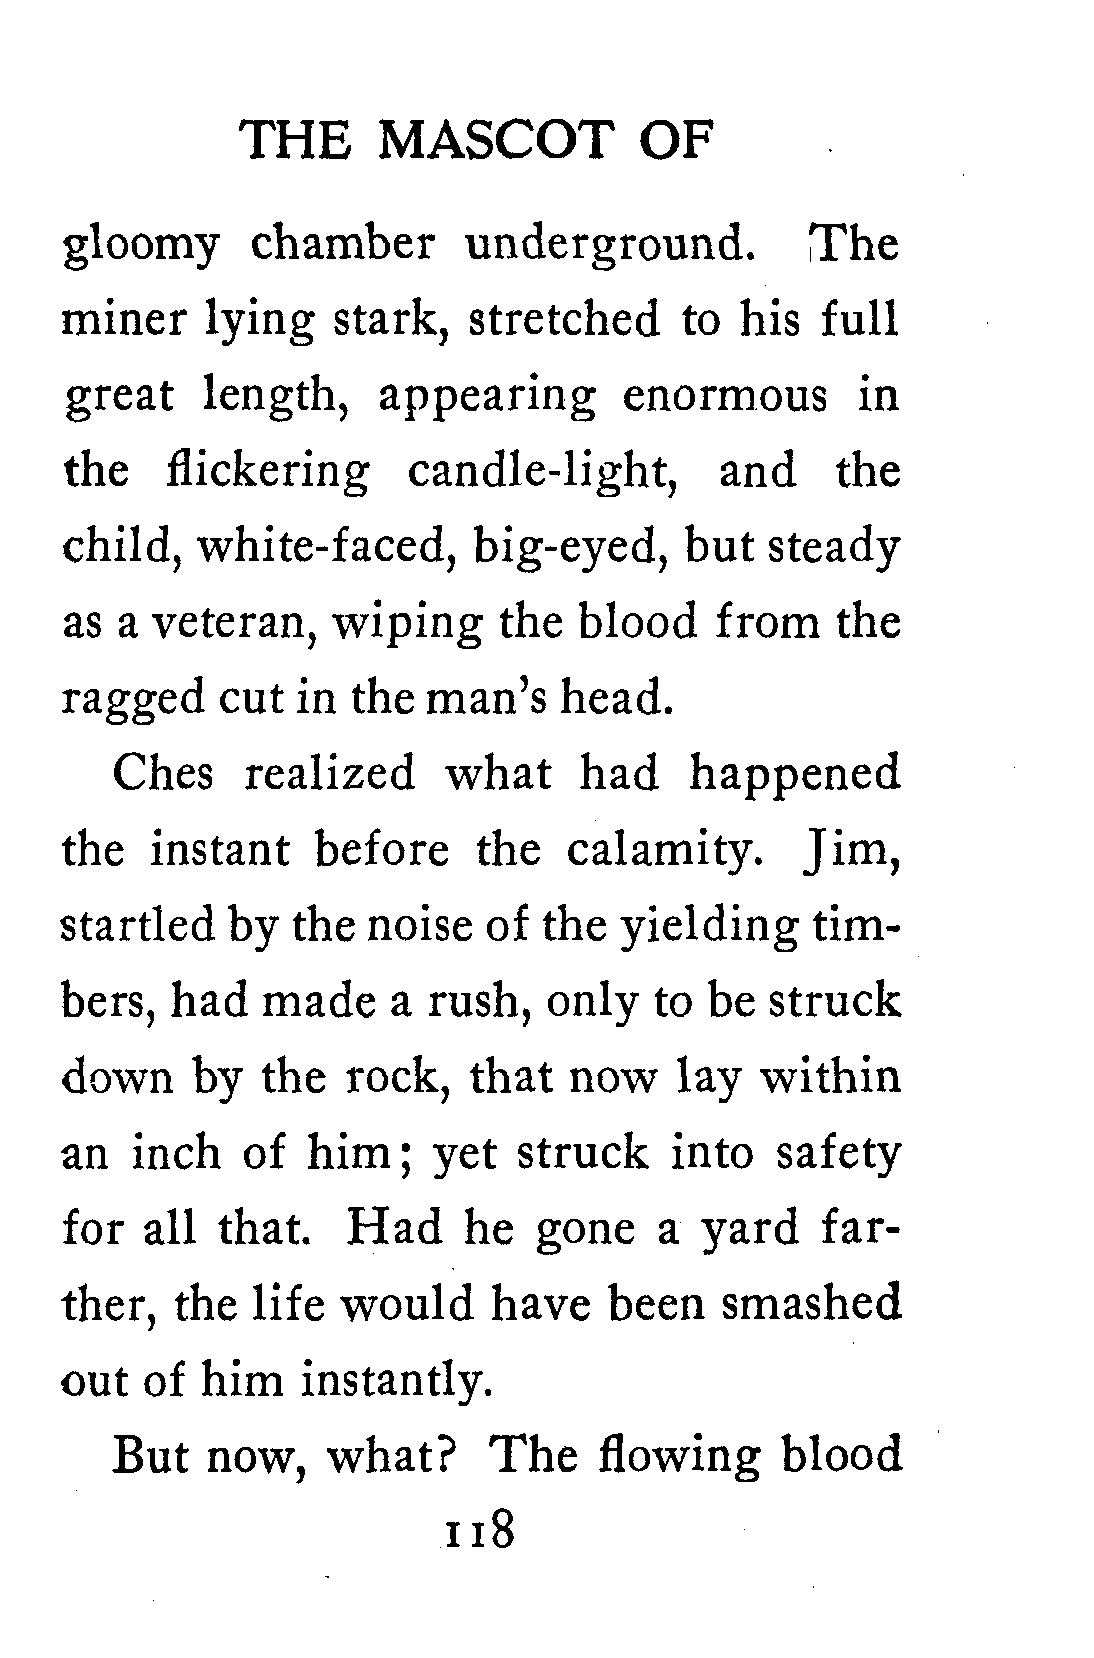 THE MASCOT OF
gloomy chamber underground. The
miner lying stark, stretched to his full
great length, appearing enormous in
the flickering candle-light, and the
child, white-faced, big-eyed, but steady
as a veteran, wiping the blood from the
ragged cut in the man's head.
Ches realized what had happened
the instant before the calamity. Jim,
startled by the noise of the yielding tim-
bers, had made a rush, only to be struck
down by the rock, that now lay within
an inch of him; yet struck into safety
for all that. Had he gone a yard far-
ther, the life would have been smashed
out of him instantly.
But now, what? The flowing blood
118